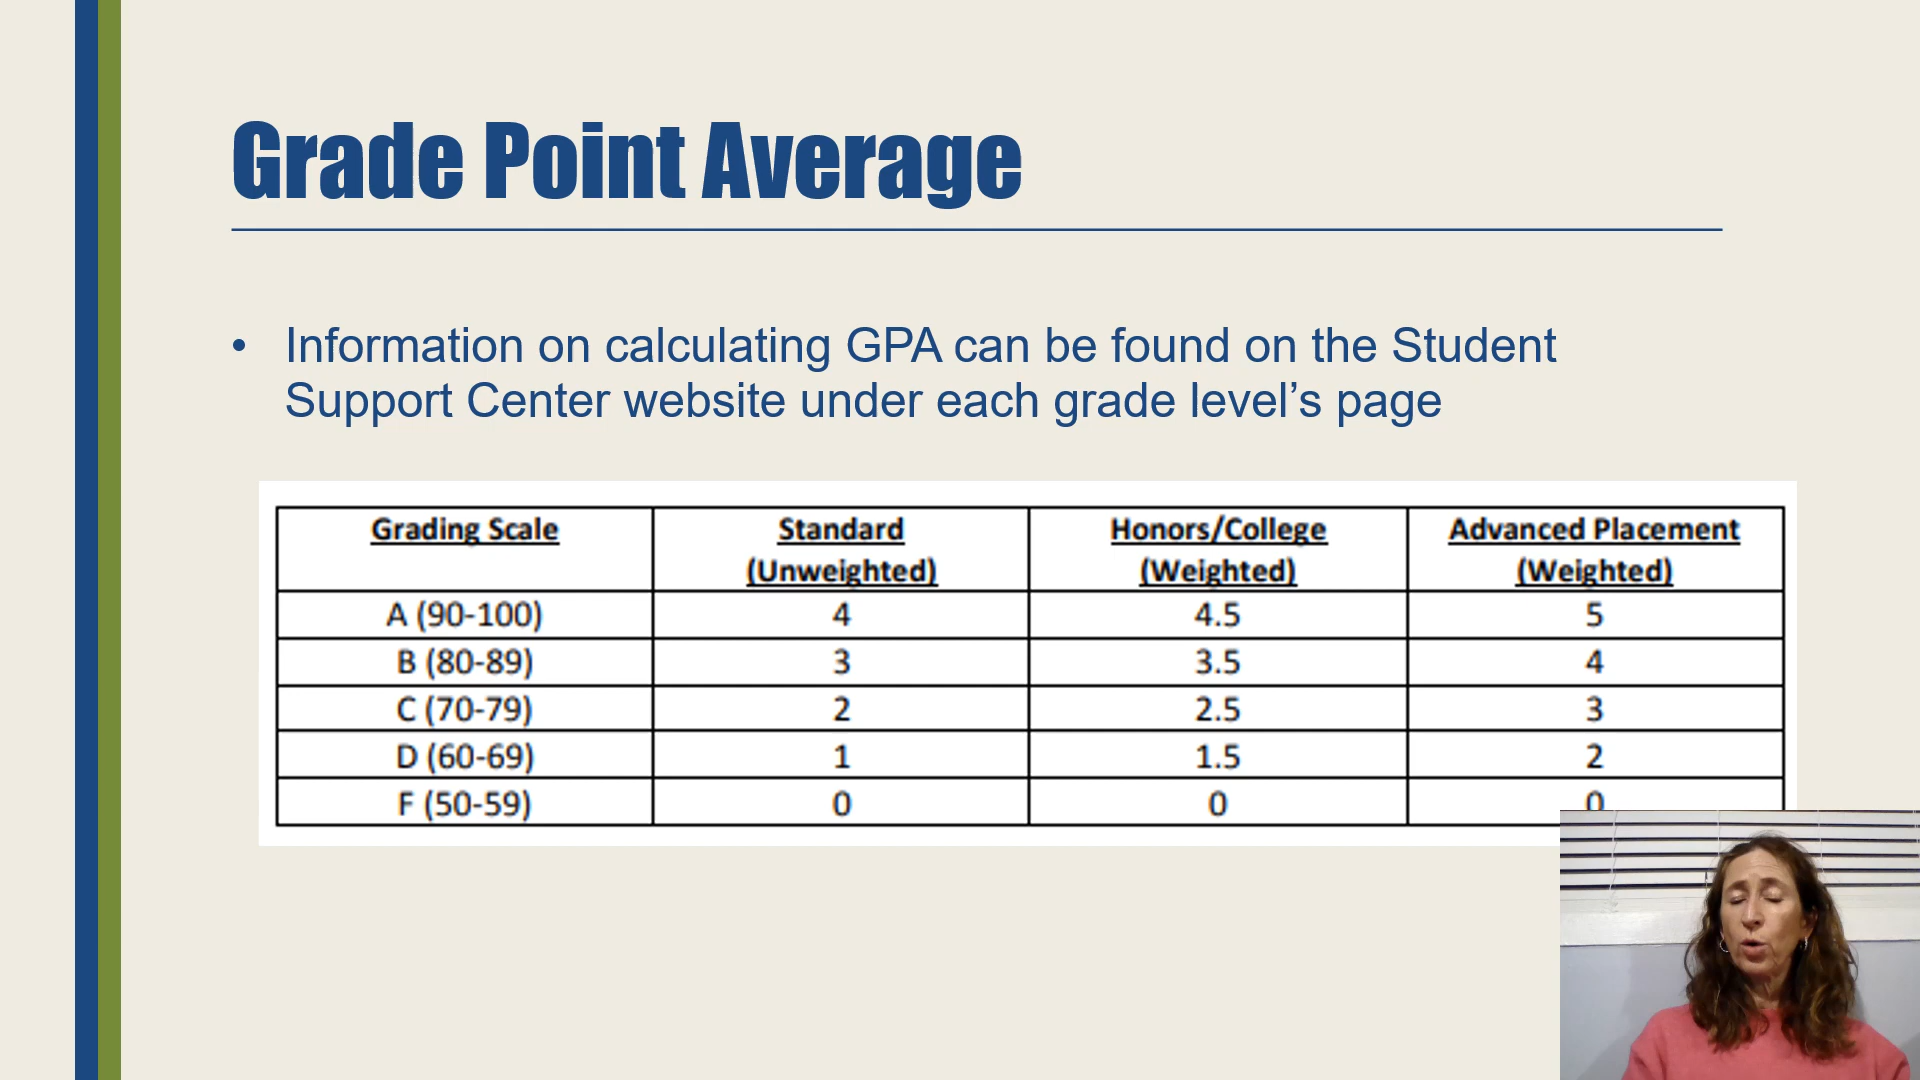 Grade Point Average
• Information on calculating GPA can be found on the Student
Support Center website under each grade level’s page
Grading Scale Standard Honors/College Advanced Placement
(Unweighted) (Weighted) (Weighted)
A (90-100) 4 4.5 5
B (80-89) 3 3.5 4
C (70-79) 2 2.5 3
D (60-69) 1 1.5 2
F (50-59) 0 0 0